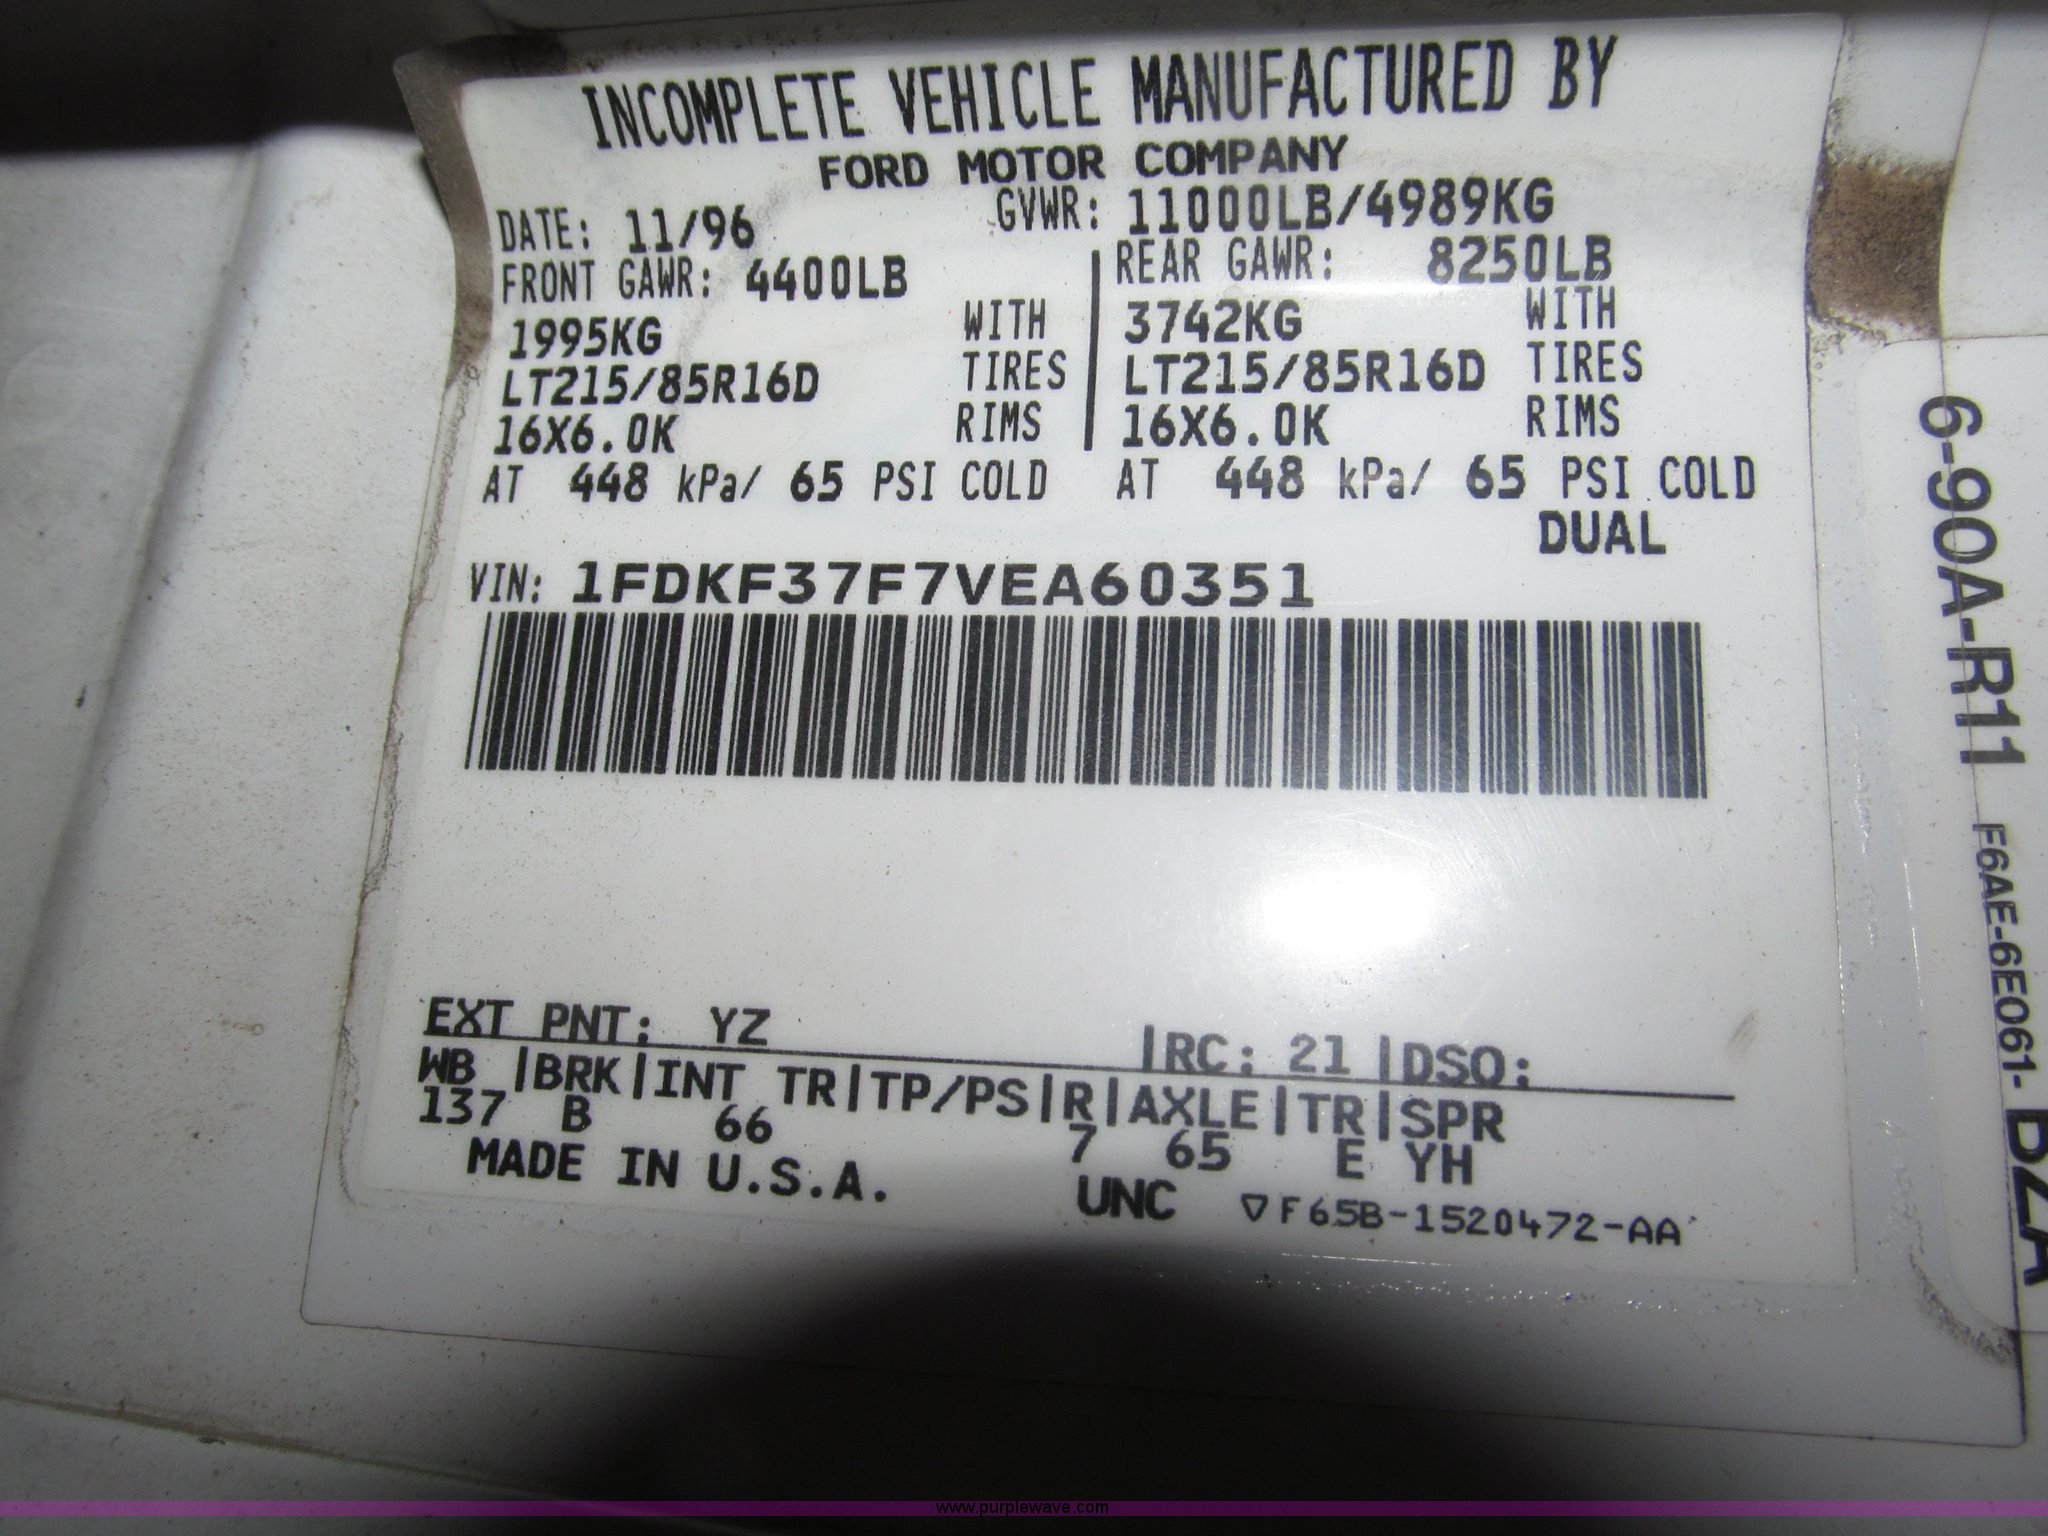 INCOMPLETE VEHICLE MANUFACTURED BY
FORD MOTOR COMPANY
DATE: 11/96 GVWR: 11000LB/4989KG
FRONT GAWR: 4400LB REAR GAWR: 8250LB
1995KG WITH 3742KG WITH
LT215/85R16D TIRES LT215/85R16D TIRES
16X6.0K RIMS 16X6.0K RIMS
AT 448 kPa/ 65 PSI COLD AT 448 kPa/ 65 PSI COLD
DUAL
VIN: 1FDKF37F7VEA60351
EXT PNT: YZ |RC: 21 |DSO:
WB |BRK|INT TR|TP/PS|R|AXLE|TR|SPR
137 B 66 7 65 E YH
MADE IN U.S.A. UNC ▽F65B-1520472-AA
6-90A-R11 F6AE-6E061- BZA
www.purplewave.com